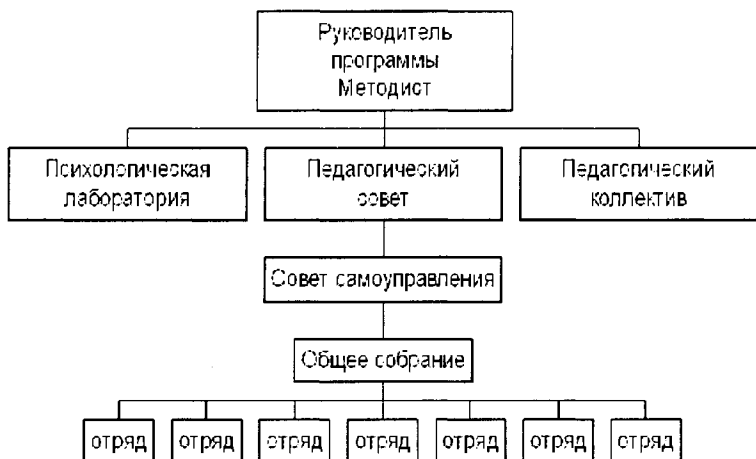 Руководитель
программы
Методист
Психологическая
лаборатория
Педагогический
совет
Педагогический
коллектив
Совет самоуправления
Общее собрание
отряд отряд отряд отряд отряд отряд отряд